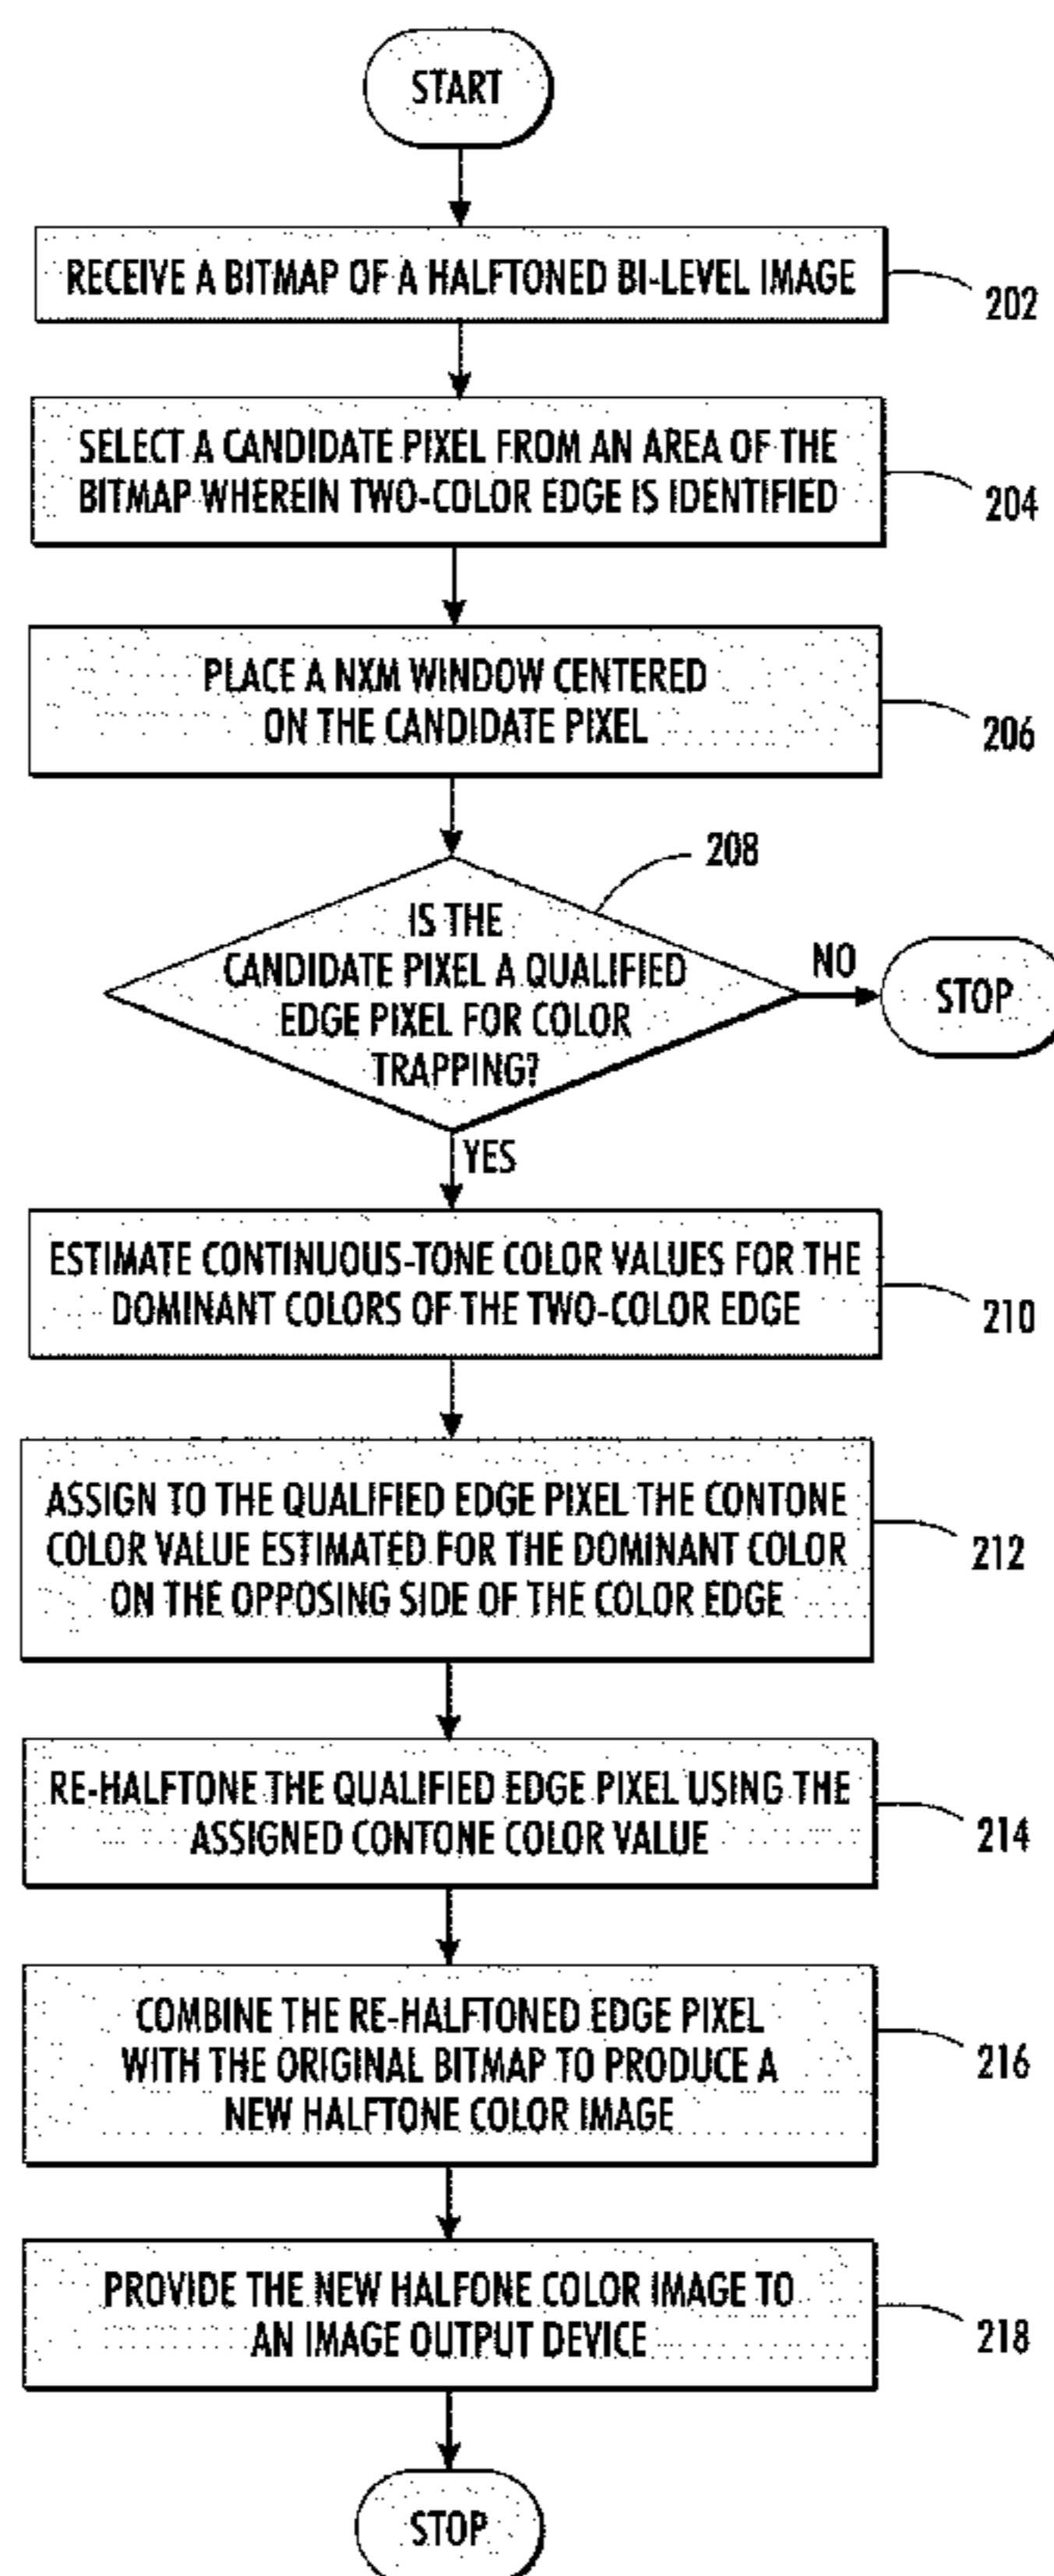 START
RECEIVE A BITMAP OF A HALFTONED BI-LEVEL IMAGE
202
SELECT A CANDIDATE PIXEL FROM AN AREA OF THE
BITMAP WHEREIN TWO-COLOR EDGE IS IDENTIFIED
204
PLACE A NXM WINDOW CENTERED
ON THE CANDIDATE PIXEL
206
208
IS THE
CANDIDATE PIXEL A QUALIFIED
EDGE PIXEL FOR COLOR
TRAPPING?
NO
STOP
YES
ESTIMATE CONTINUOUS-TONE COLOR VALUES FOR THE
DOMINANT COLORS OF THE TWO-COLOR EDGE
210
ASSIGN TO THE QUALIFIED EDGE PIXEL THE CONTONE
COLOR VALUE ESTIMATED FOR THE DOMINANT COLOR
ON THE OPPOSING SIDE OF THE COLOR EDGE
212
RE-HALFTONE THE QUALIFIED EDGE PIXEL USING THE
ASSIGNED CONTONE COLOR VALUE
214
COMBINE THE RE-HALFTONED EDGE PIXEL
WITH THE ORIGINAL BITMAP TO PRODUCE A
NEW HALFTONE COLOR IMAGE
216
PROVIDE THE NEW HALFONE COLOR IMAGE TO
AN IMAGE OUTPUT DEVICE
218
STOP